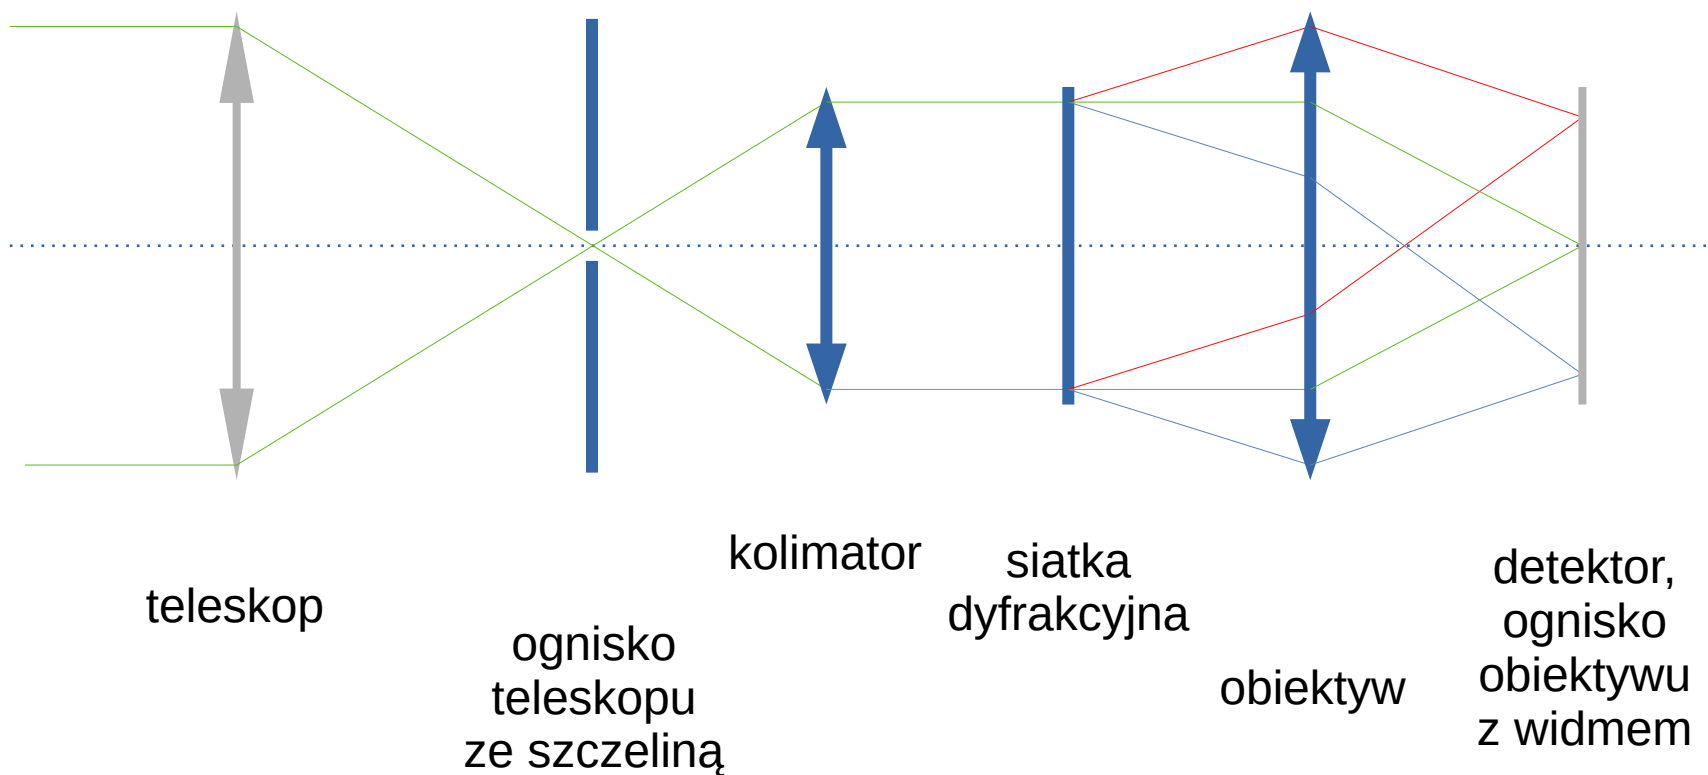 teleskop
ognisko
teleskopu
ze szczeliną
kolimator
siatka
dyfrakcyjna
obiektyw
detektor,
ognisko
obiektywu
z widmem